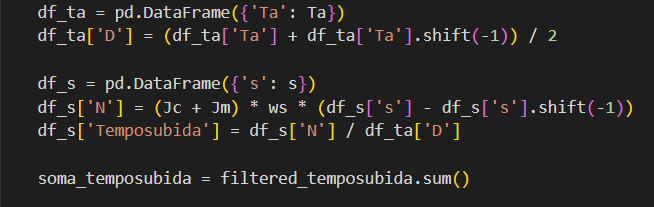 df_ta = pd.DataFrame({'Ta': Ta})
df_ta['D'] = (df_ta['Ta'] + df_ta['Ta'].shift(-1)) / 2
df_s = pd.DataFrame({'s': s})
df_s['N'] = (Jc + Jm) * ws * (df_s['s'] - df_s['s'].shift(-1))
df_s['Temposubida'] = df_s['N'] / df_ta['D']
soma_temposubida = filtered_temposubida.sum()